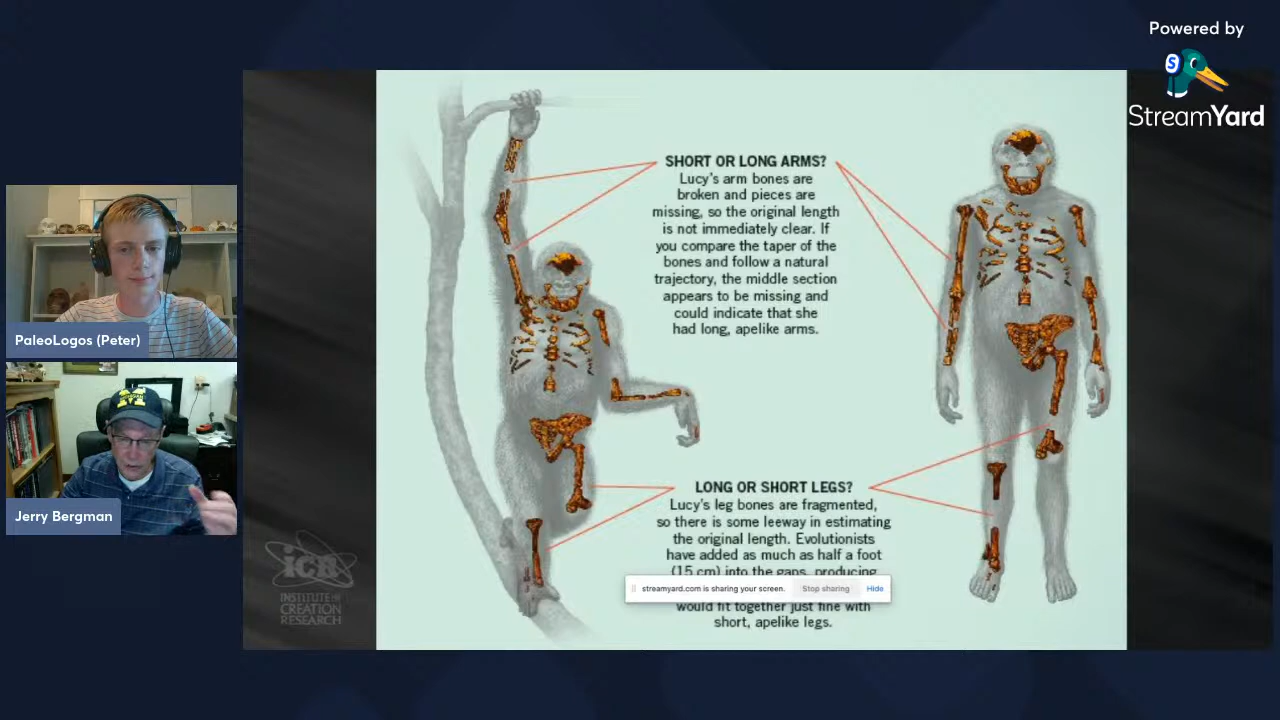 Powered by
S
StreamYard
SHORT OR LONG ARMS?
Lucy's arm bones are
broken and pieces are
missing, so the original length
is not immediately clear. If
you compare the taper of the
bones and follow a natural
trajectory, the middle section
appears to be missing and
could indicate that she
had long, apelike arms.
PaleoLogos (Peter)
Jerry Bergman
LONG OR SHORT LEGS?
Lucy's leg bones are fragmented,
so there is some leeway in estimating
the original length. Evolutionists
have added as much as half a foot
(15 cm) into the gaps, producing
streamyard.com is sharing your screen.
Stop sharing
Hide
would fit together just fine with
short, apelike legs.
iCR
INSTITUTE for
CREATION
RESEARCH